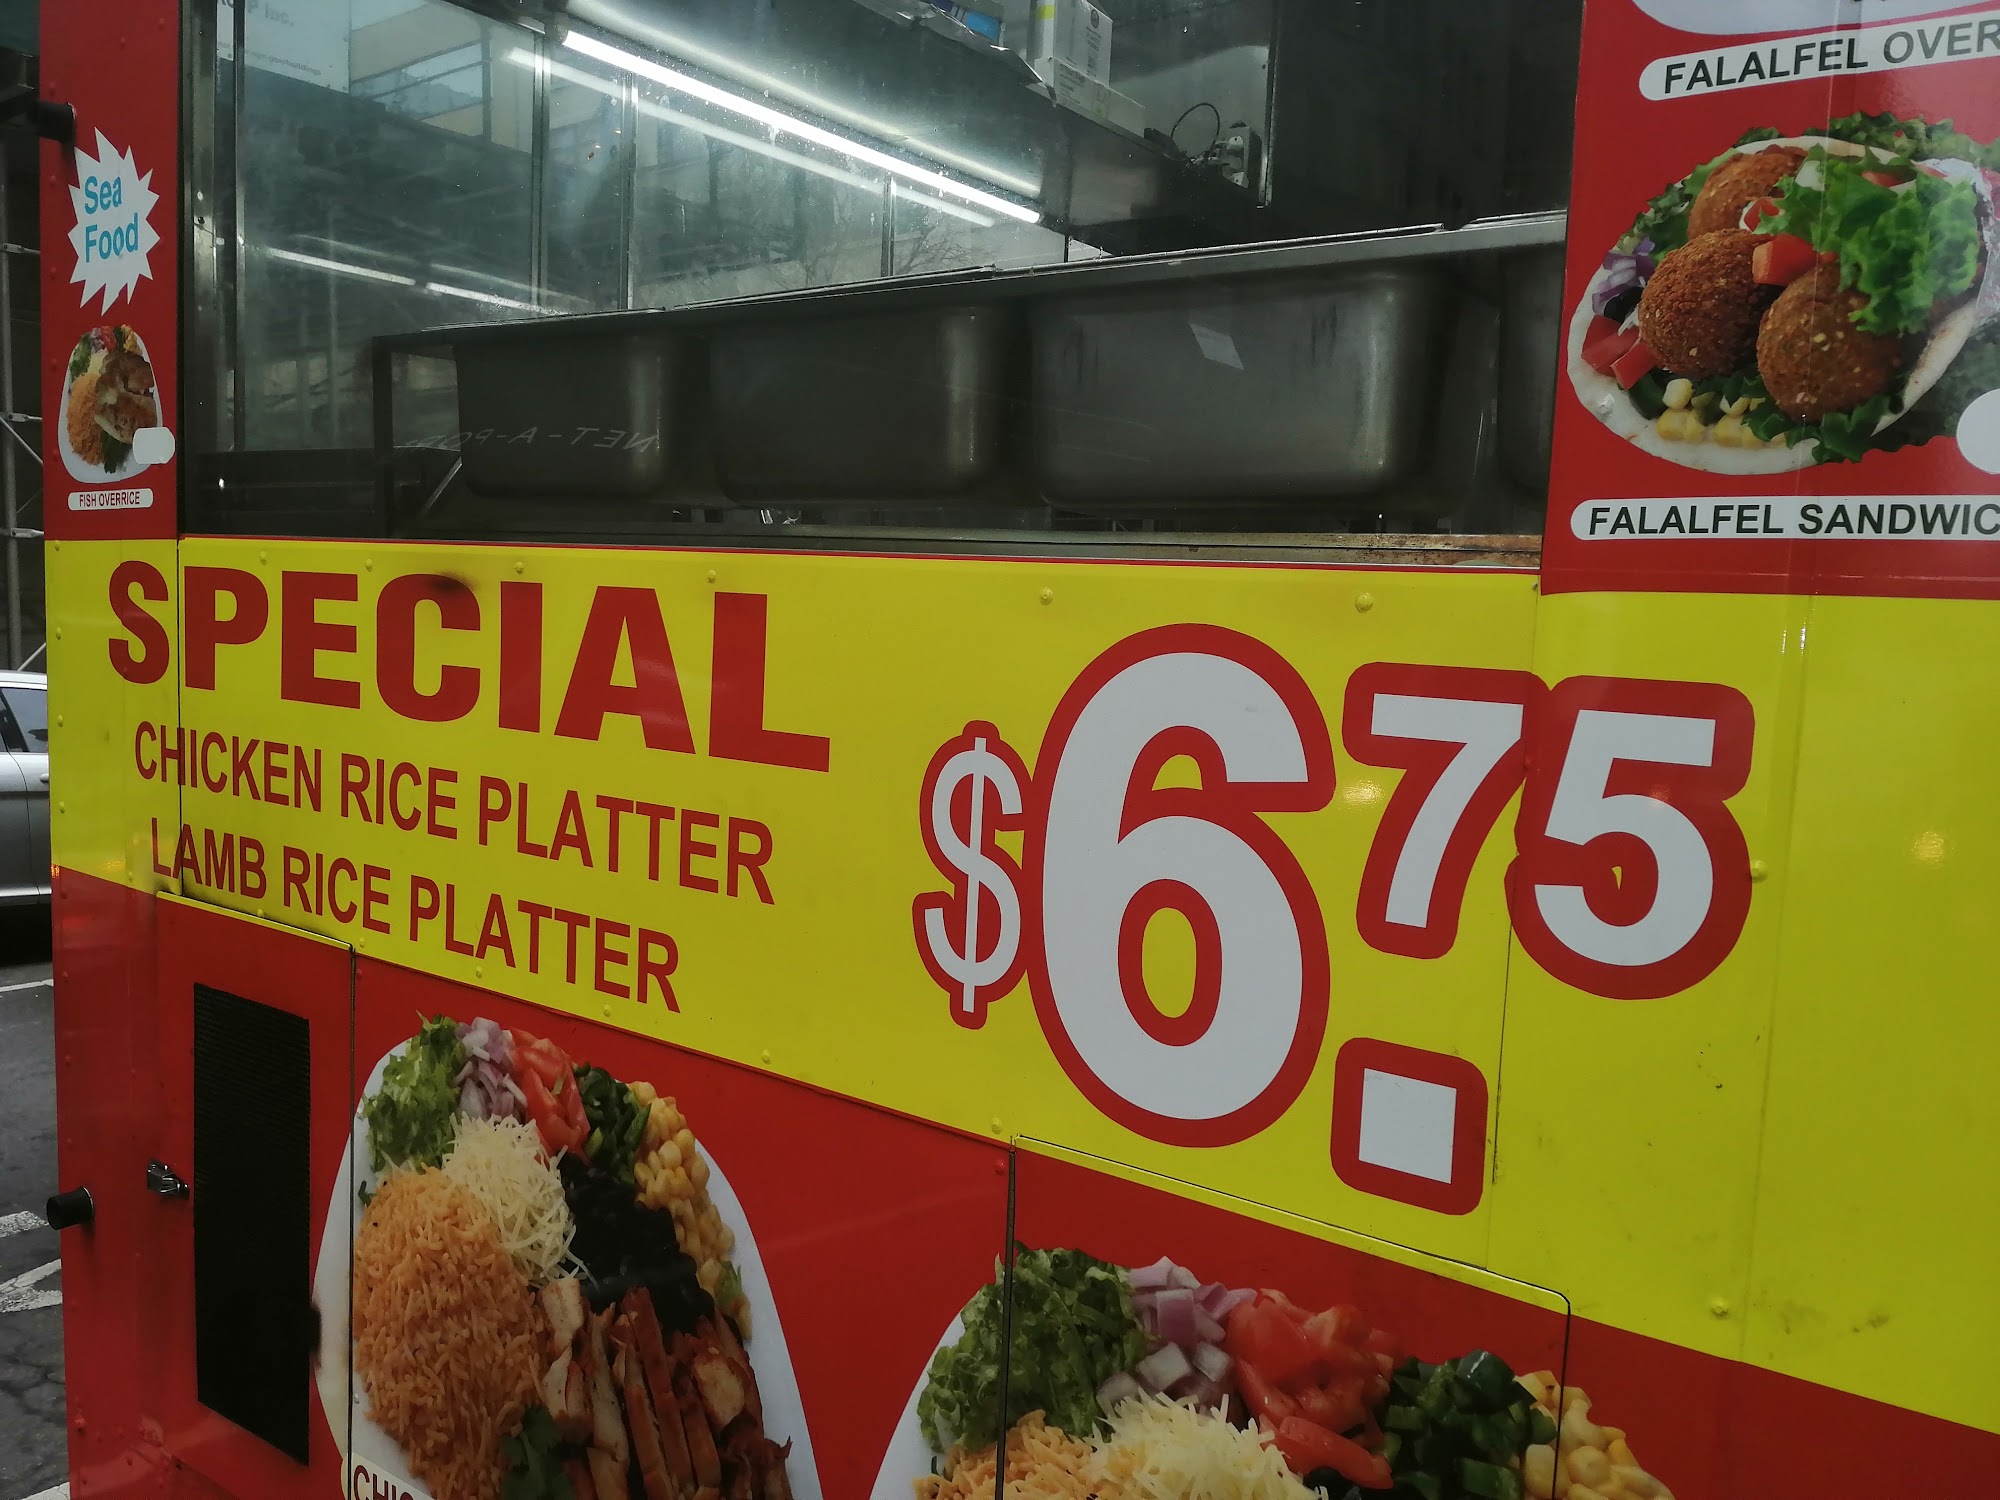 Sea
Food
FISH OVERRICE
FALALFEL OVER
FALALFEL SANDWIC
SPECIAL
CHICKEN RICE PLATTER
LAMB RICE PLATTER
$6.75